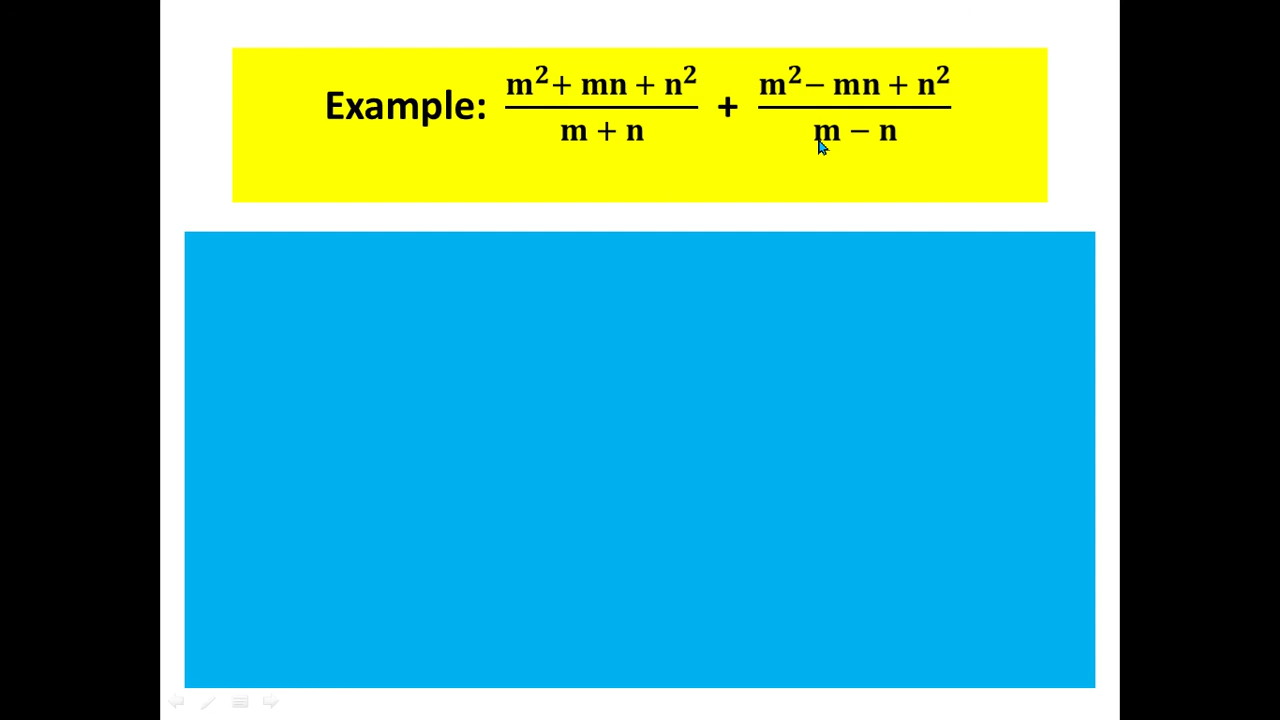 Example: m²+ mn + n² / m + n + m²− mn + n² / m − n